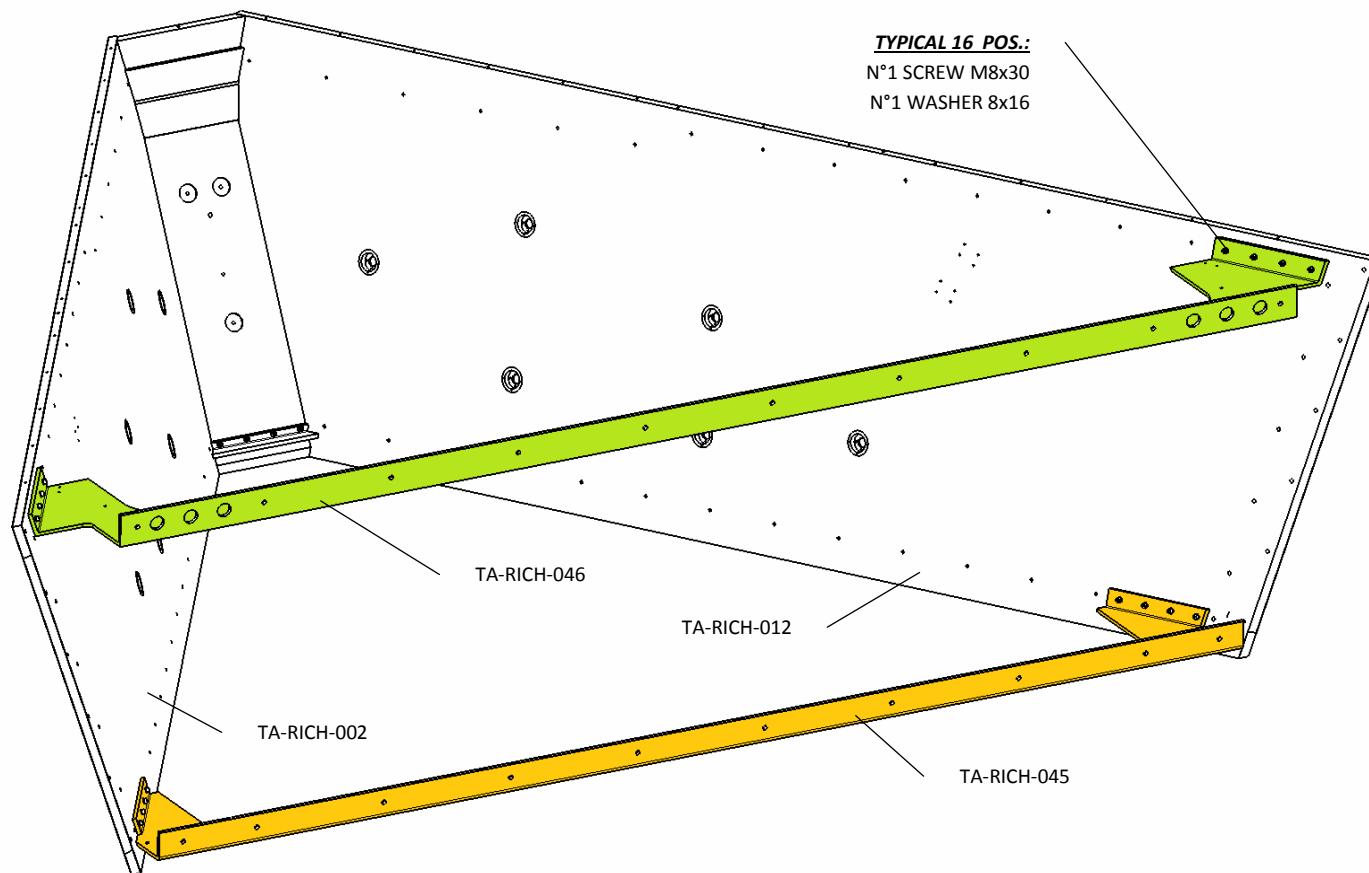 TYPICAL 16 POS.:
N°1 SCREW M8x30
N°1 WASHER 8x16
TA-RICH-046
TA-RICH-012
TA-RICH-002
TA-RICH-045